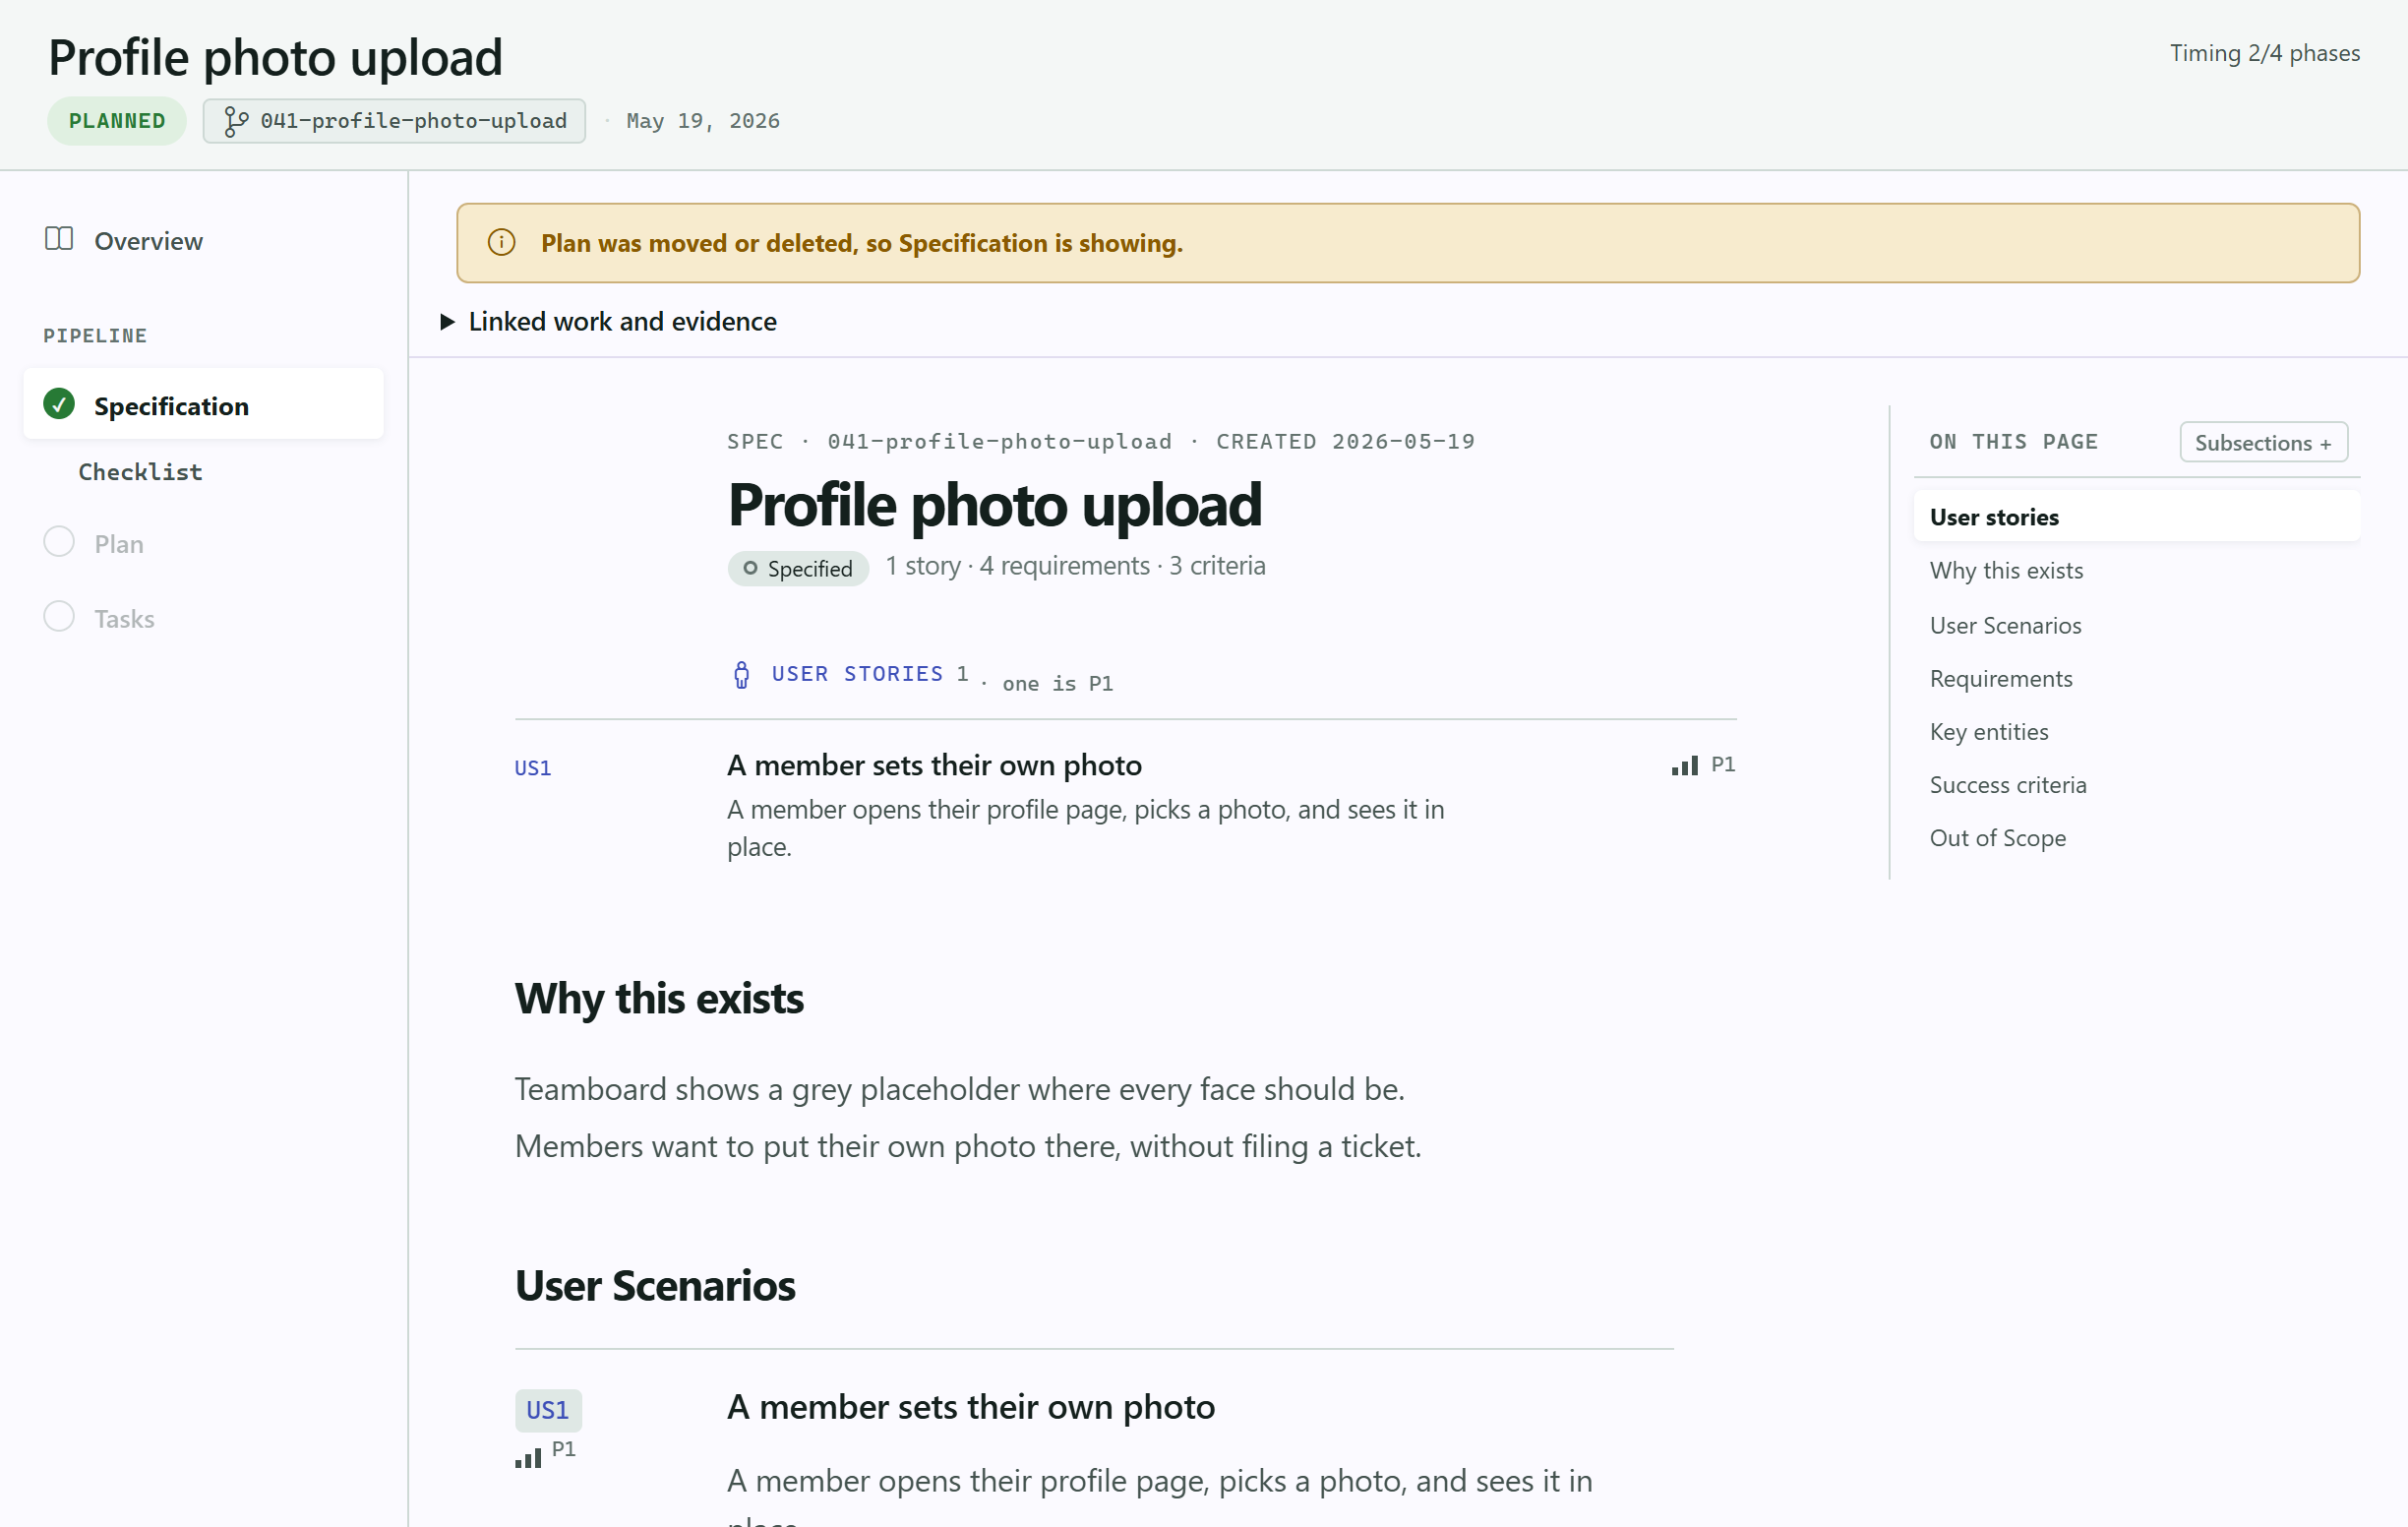 Profile photo upload
Timing 2/4 phases
PLANNED
041-profile-photo-upload · May 19, 2026
Overview
PIPELINE
Specification
Checklist
Plan
Tasks
Plan was moved or deleted, so Specification is showing.
Linked work and evidence
SPEC · 041-profile-photo-upload · CREATED 2026-05-19
Profile photo upload
Specified
1 story · 4 requirements · 3 criteria
USER STORIES 1 · one is P1
US1
A member sets their own photo
P1
A member opens their profile page, picks a photo, and sees it in
place.
Why this exists
Teamboard shows a grey placeholder where every face should be.
Members want to put their own photo there, without filing a ticket.
User Scenarios
US1
P1
A member sets their own photo
A member opens their profile page, picks a photo, and sees it in
place.
ON THIS PAGE
Subsections +
User stories
Why this exists
User Scenarios
Requirements
Key entities
Success criteria
Out of Scope